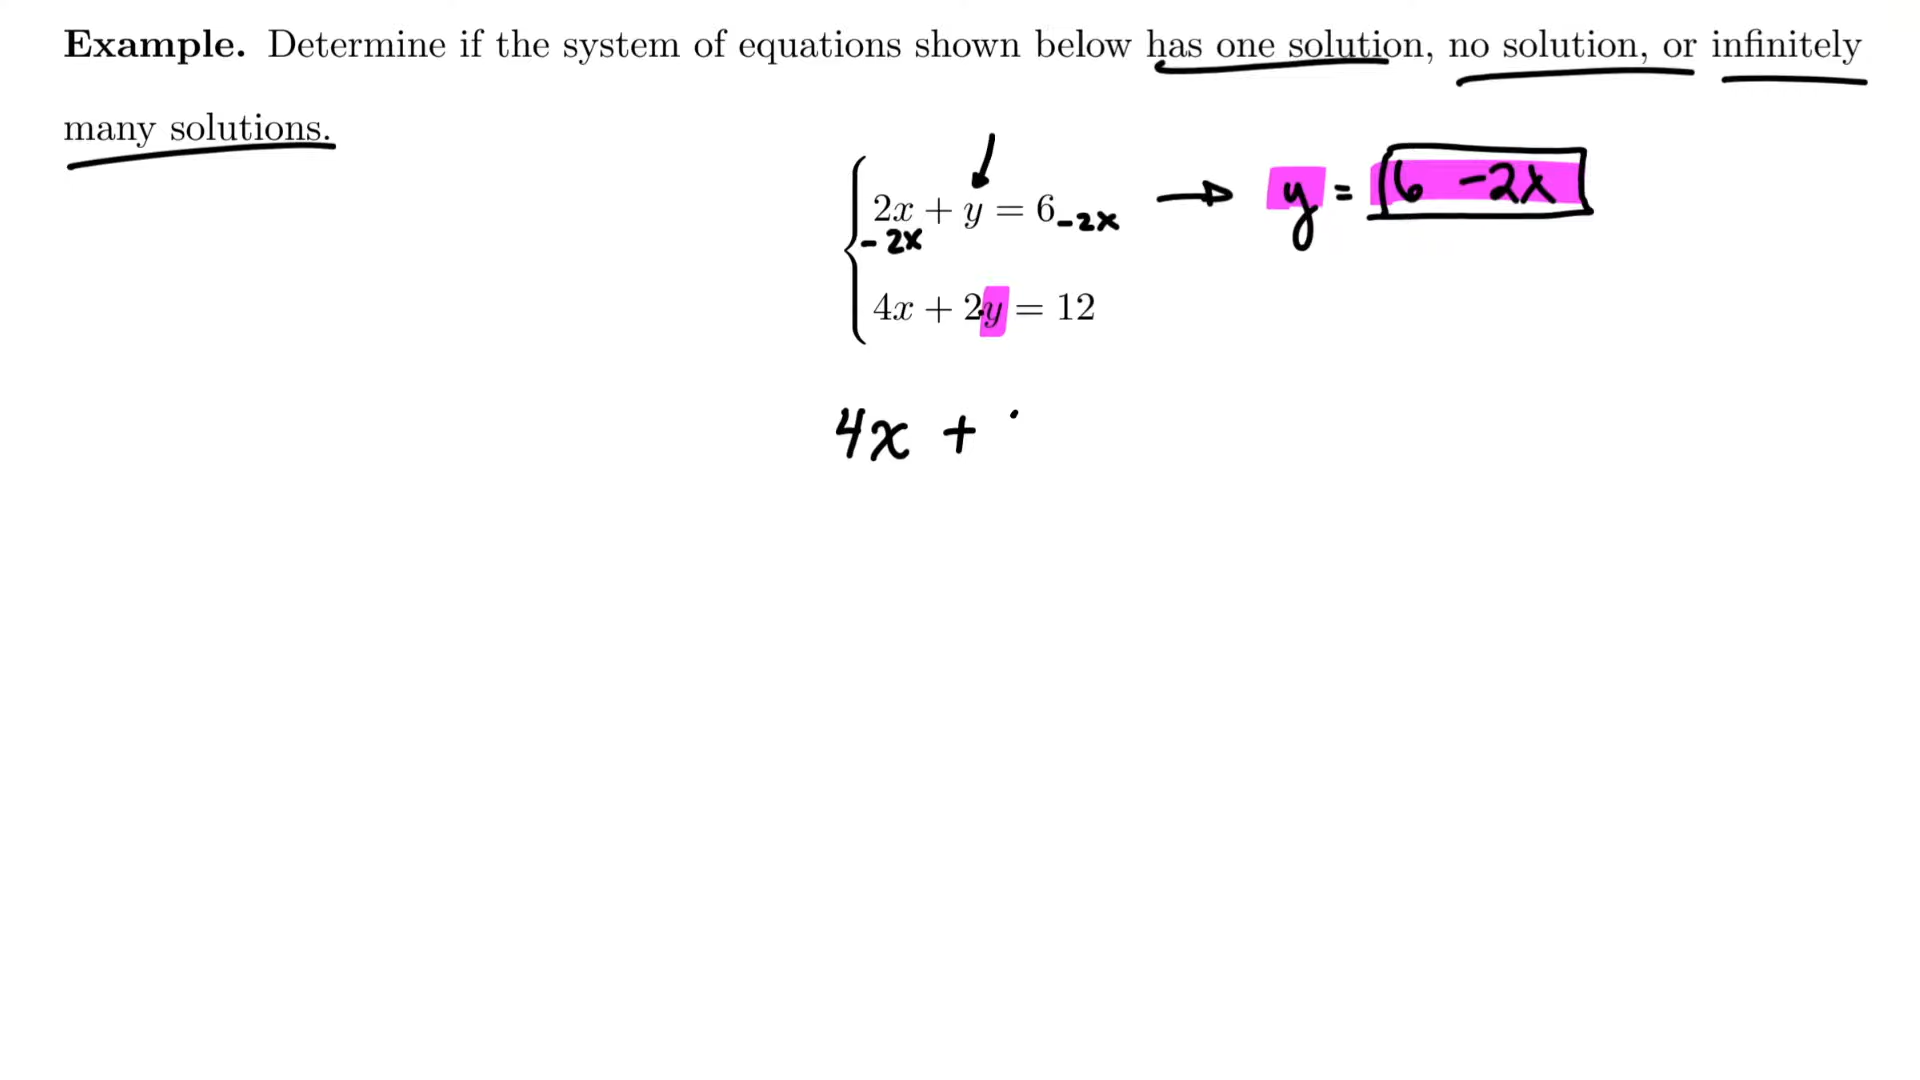 Example. Determine if the system of equations shown below has one solution, no solution, or infinitely
many solutions.
2x + y = 6 -2x → y = 6 -2x
-2x
4x + 2y = 12
4x +